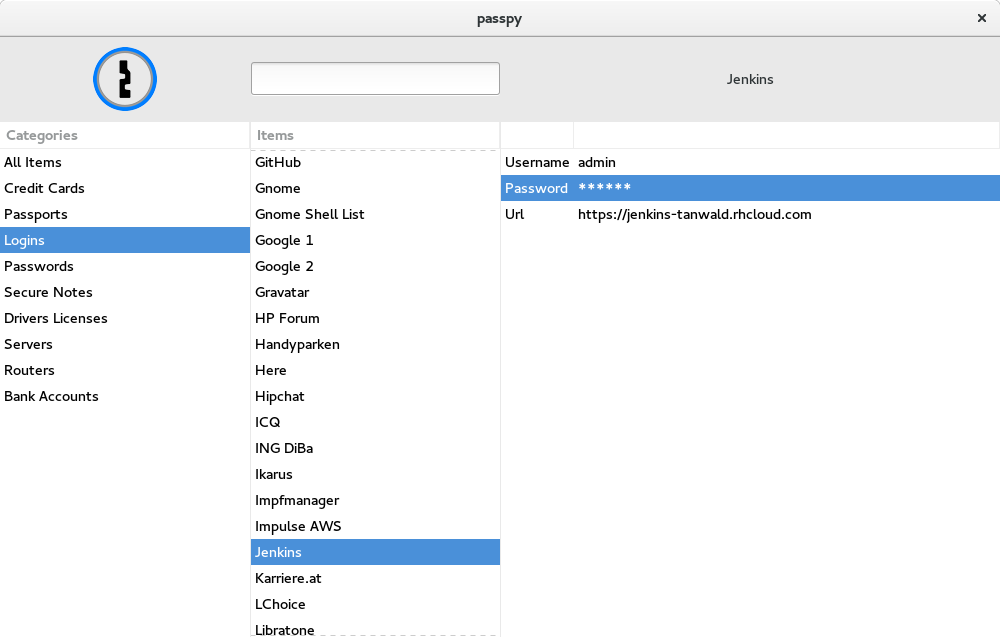 passpy
Jenkins
Categories
All Items
Credit Cards
Passports
Logins
Passwords
Secure Notes
Drivers Licenses
Servers
Routers
Bank Accounts
Items
GitHub
Gnome
Gnome Shell List
Google 1
Google 2
Gravatar
HP Forum
Handyparken
Here
Hipchat
ICQ
ING DiBa
Ikarus
Impfmanager
Impulse AWS
Jenkins
Karriere.at
LChoice
Libratone
Username admin
Password ******
Url https://jenkins-tanwald.rhcloud.com